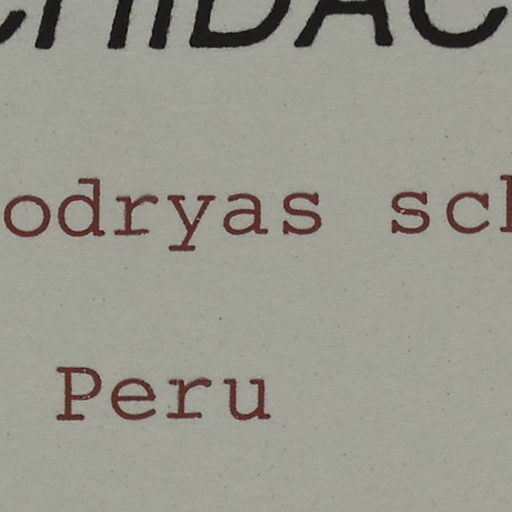 CHIDAC
odryas sch
Peru